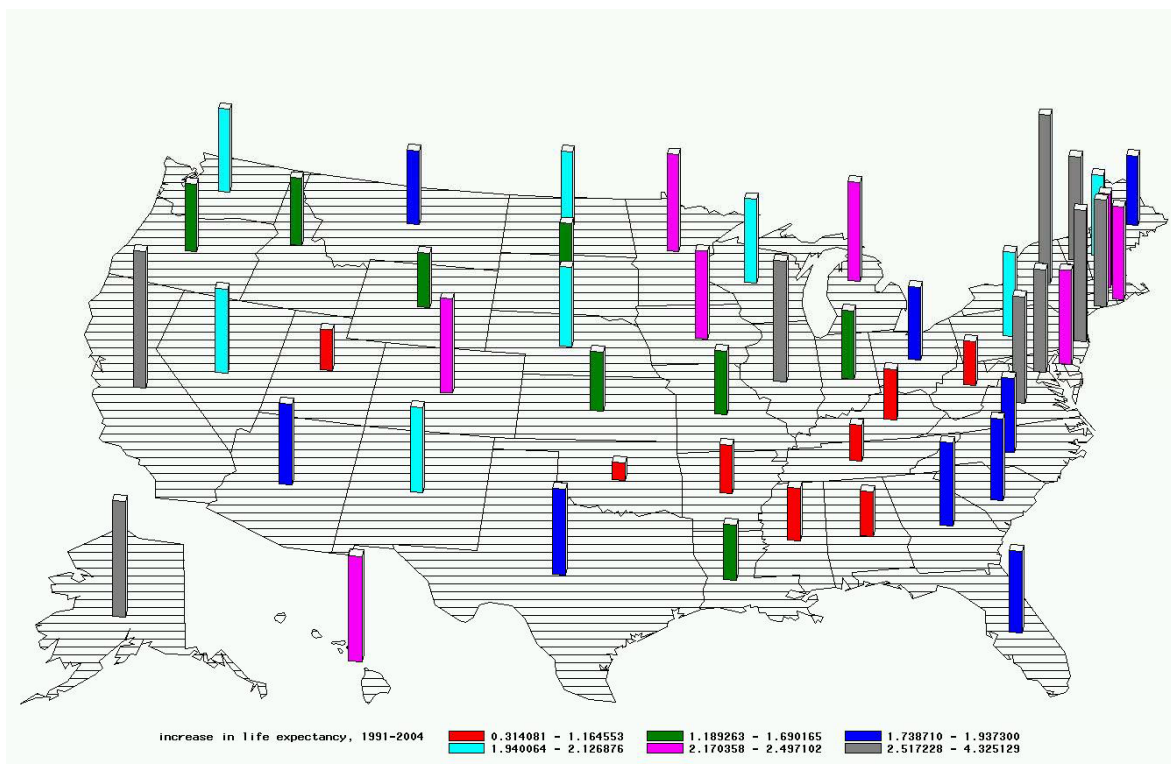 increase in life expectancy, 1991-2004
0.314081 - 1.164553 1.189263 - 1.690165 1.738710 - 1.937300
1.940064 - 2.126876 2.170358 - 2.497102 2.517228 - 4.325129